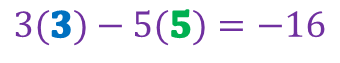 3(3) − 5(5) = −16